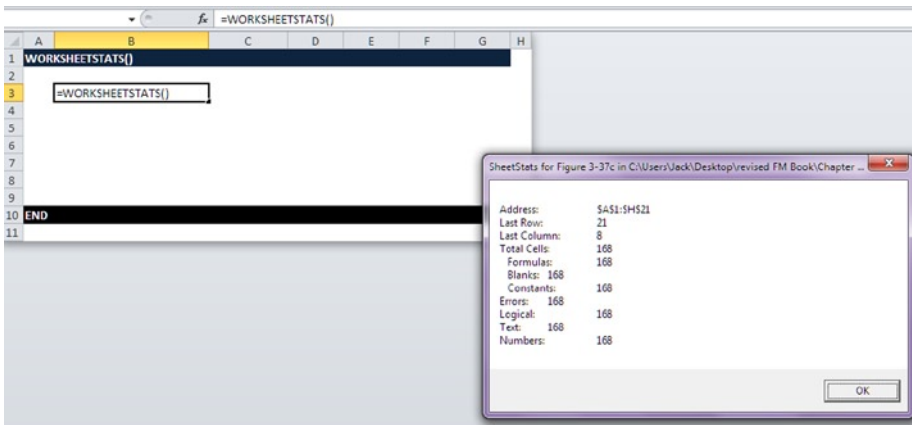 fx =WORKSHEETSTATS()
A B C D E F G H
1 WORKSHEETSTATS()
2
3 =WORKSHEETSTATS()
4
5
6
7
8
9
10 END
11
SheetStats for Figure 3-37c in C:\Users\Jack\Desktop\revised FM Book\Chapter ...
Address: $A$1:$H$21
Last Row: 21
Last Column: 8
Total Cells: 168
Formulas: 168
Blanks: 168
Constants: 168
Errors: 168
Logical: 168
Text: 168
Numbers: 168
OK